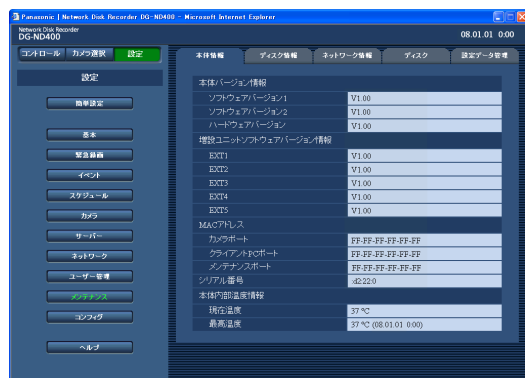 Panasonic | Network Disk Recorder DG-ND400 - Microsoft Internet Explorer
Network Disk Recorder
DG-ND400
08.01.01 0:00
コントロール カメラ選択 設定
本体情報 ディスク情報 ネットワーク情報 ディスク 設定データ管理
設定
簡単設定
基本
緊急録画
イベント
スケジュール
カメラ
サーバー
ネットワーク
ユーザー管理
メンテナンス
コンフィグ
ヘルプ
本体バージョン情報
ソフトウェアバージョン1 V1.00
ソフトウェアバージョン2 V1.00
ハードウェアバージョン V1.00
増設ユニットソフトウェアバージョン情報
EXT1 V1.00
EXT2 V1.00
EXT3 V1.00
EXT4 V1.00
EXT5 V1.00
MACアドレス
カメラポート FF-FF-FF-FF-FF-FF
クライアントPCポート FF-FF-FF-FF-FF-FF
メンテナンスポート FF-FF-FF-FF-FF-FF
シリアル番号 :d2:22:0
本体内部温度情報
現在温度 37 ℃
最高温度 37 ℃ (08.01.01 0:00)